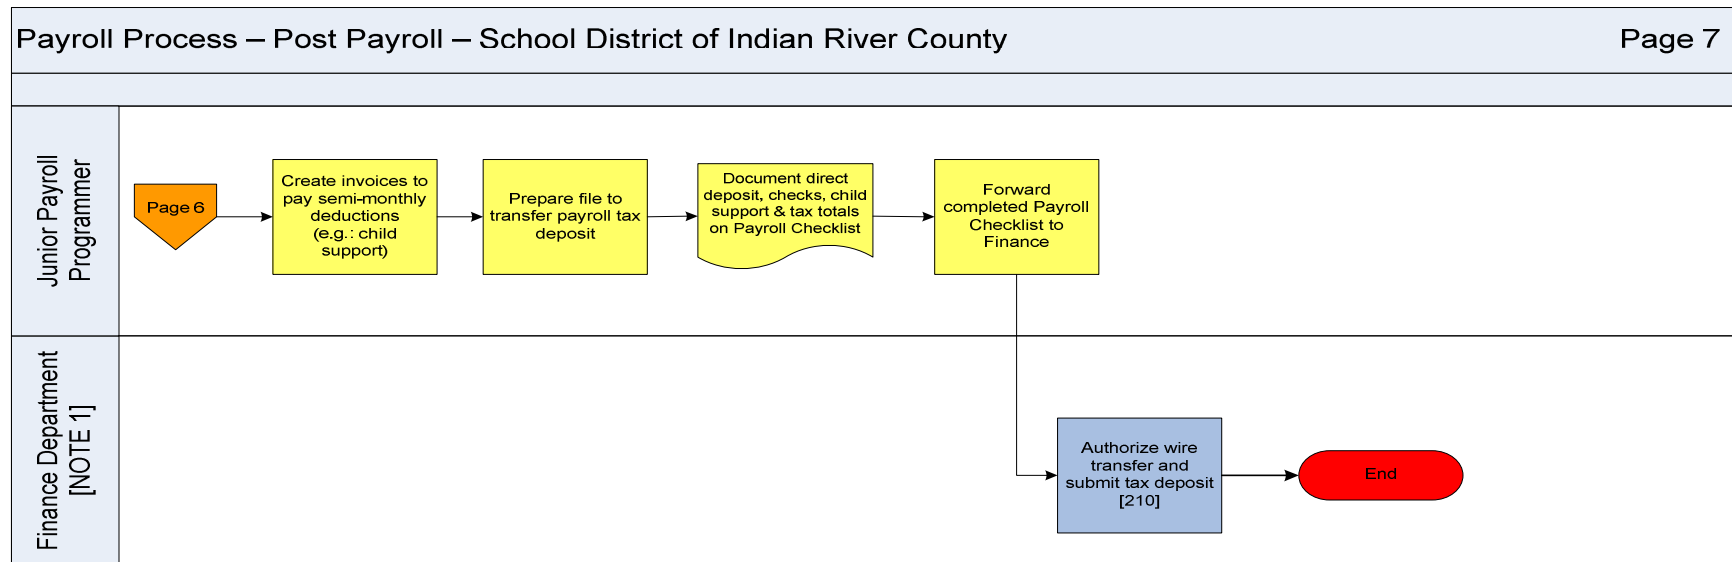 Payroll Process – Post Payroll – School District of Indian River County
Page 7
Junior Payroll
Programmer
Page 6
Create invoices to
pay semi-monthly
deductions
(e.g.: child
support)
Prepare file to
transfer payroll tax
deposit
Document direct
deposit, checks, child
support & tax totals
on Payroll Checklist
Forward
completed Payroll
Checklist to
Finance
Finance Department
[NOTE 1]
Authorize wire
transfer and
submit tax deposit
[210]
End